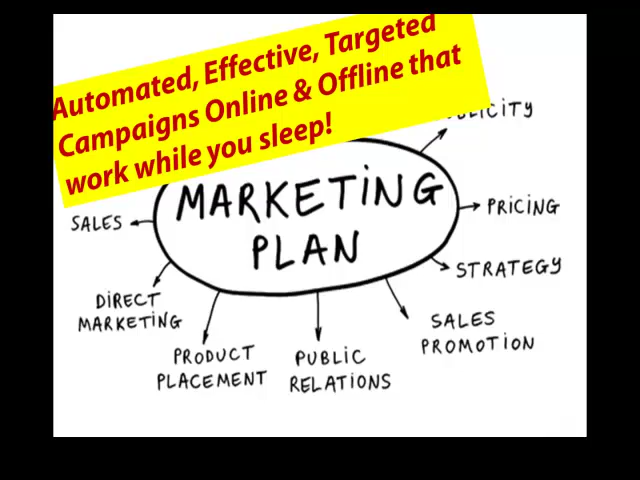 Automated, Effective, Targeted
Campaigns Online & Offline that
work while you sleep!
MARKETING
PLAN
PRICING
STRATEGY
SALES
PROMOTION
PUBLIC
RELATIONS
PRODUCT
PLACEMENT
DIRECT
MARKETING
SALES